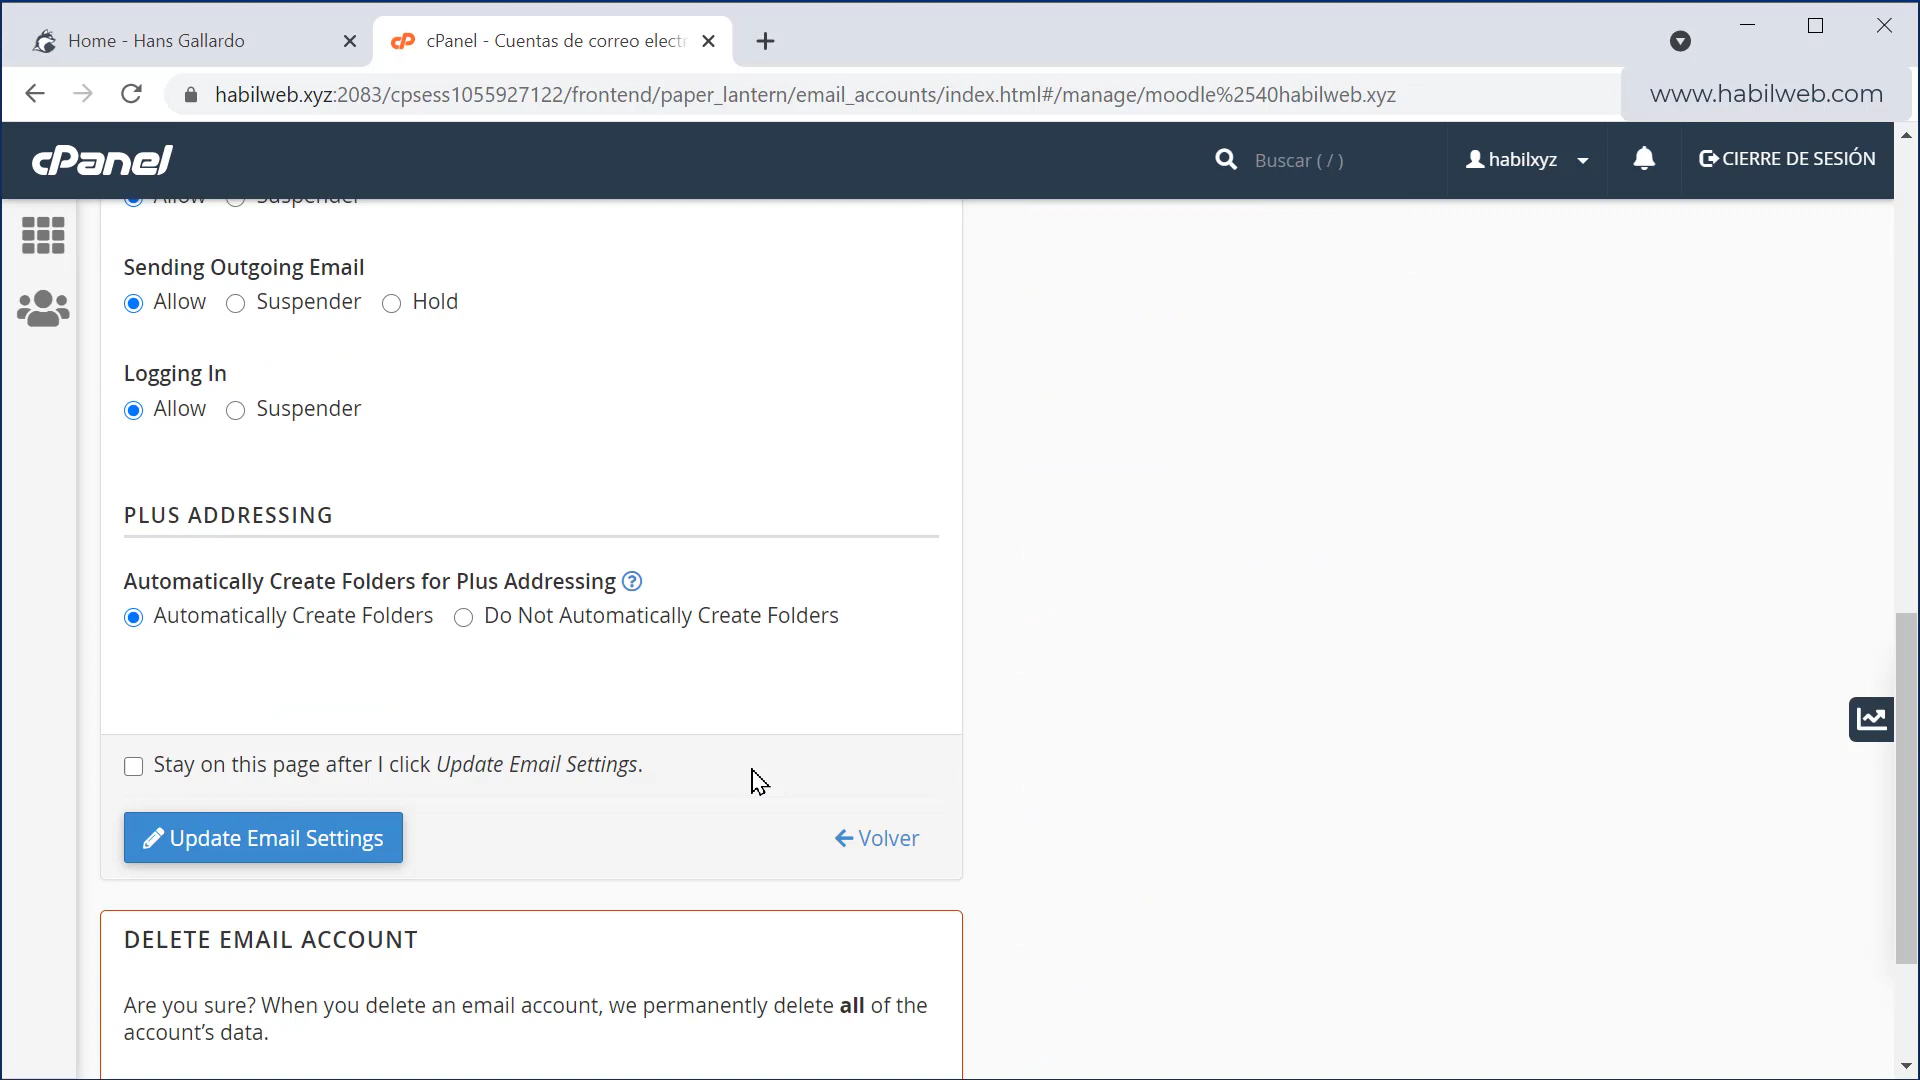 Home - Hans Gallardo
cPanel - Cuentas de correo electr
habilweb.xyz:2083/cpsess1055927122/frontend/paper_lantern/email_accounts/index.html#/manage/moodle%2540habilweb.xyz
www.habilweb.com
cPanel
Buscar ( / )
habilxyz
CIERRE DE SESIÓN
Allow Suspender
Sending Outgoing Email
Allow Suspender Hold
Logging In
Allow Suspender
PLUS ADDRESSING
Automatically Create Folders for Plus Addressing ?
Automatically Create Folders Do Not Automatically Create Folders
Stay on this page after I click Update Email Settings.
Update Email Settings
Volver
DELETE EMAIL ACCOUNT
Are you sure? When you delete an email account, we permanently delete all of the
account's data.